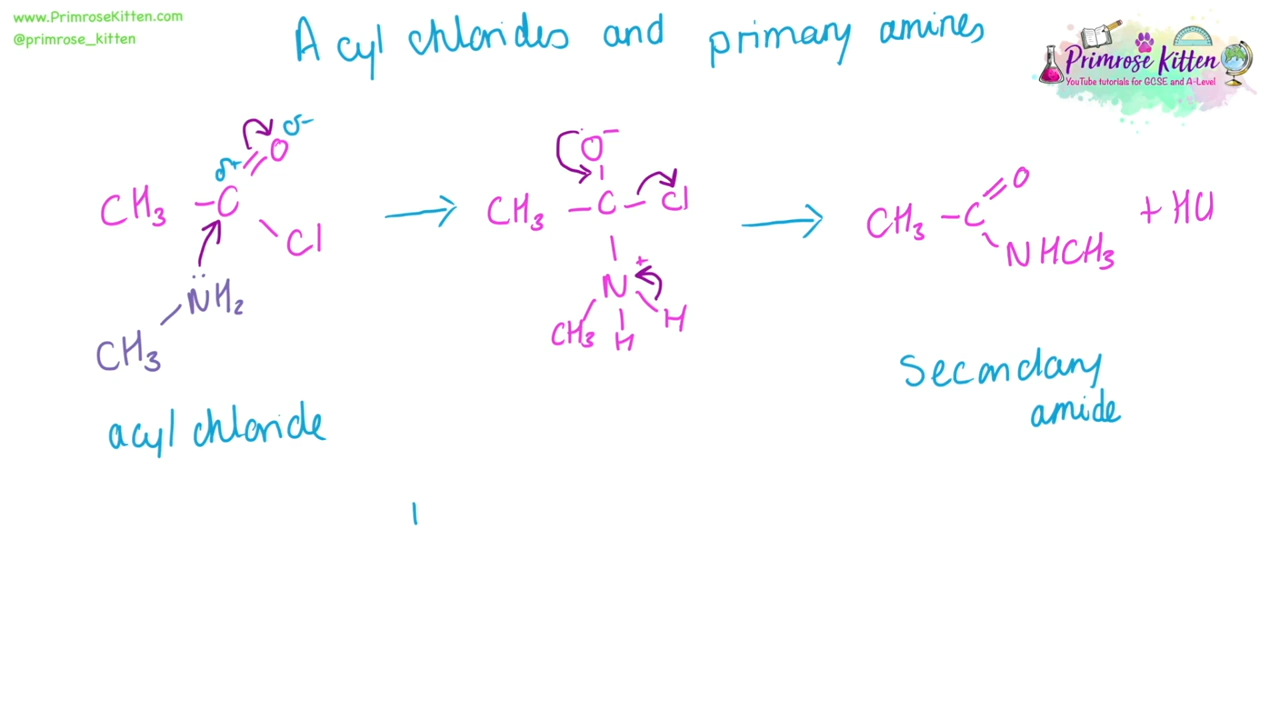 www.PrimroseKitten.com
@primrose_kitten
Acyl chlorides and primary amines
Primrose Kitten
YouTube tutorials for GCSE and A-Level
δ-
O
δ+
CH₃ – C
Cl
N̈H₂
CH₃
O⁻
CH₃ – C – Cl
N⁺
CH₃ H H
O
CH₃ – C + HCl
NHCH₃
Secondary
amide
acyl chloride